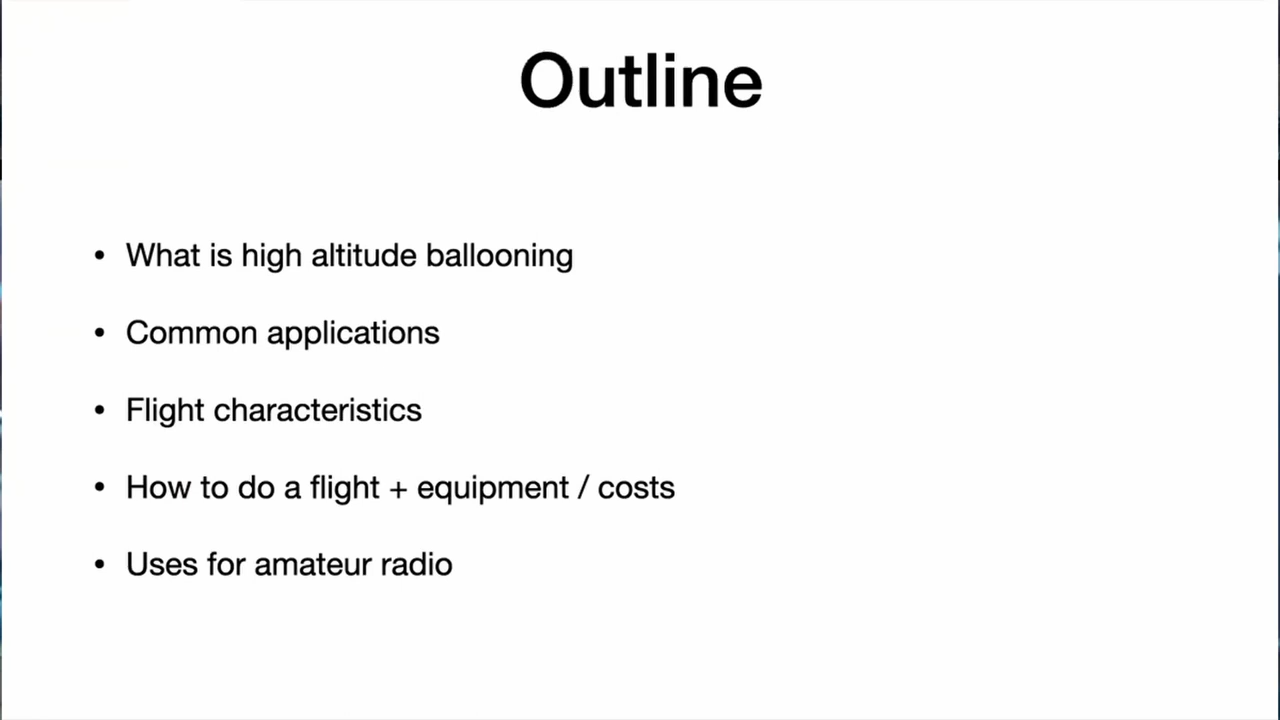 Outline
• What is high altitude ballooning
• Common applications
• Flight characteristics
• How to do a flight + equipment / costs
• Uses for amateur radio